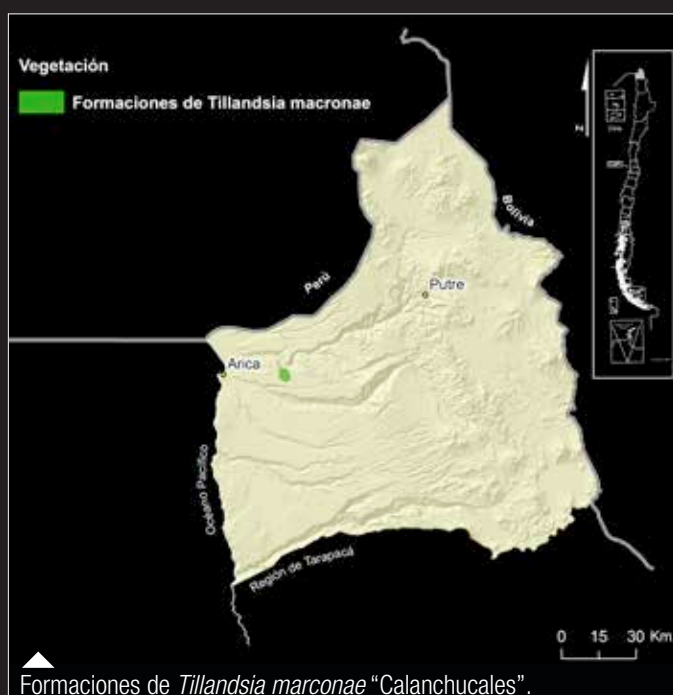 Vegetación
Formaciones de Tillandsia macronae
N
Bolivia
Perú
Putre
Arica
Océano Pacífico
Región de Tarapacá
0 15 30 Km.
Formaciones de Tillandsia marconae “Calanchucales”.